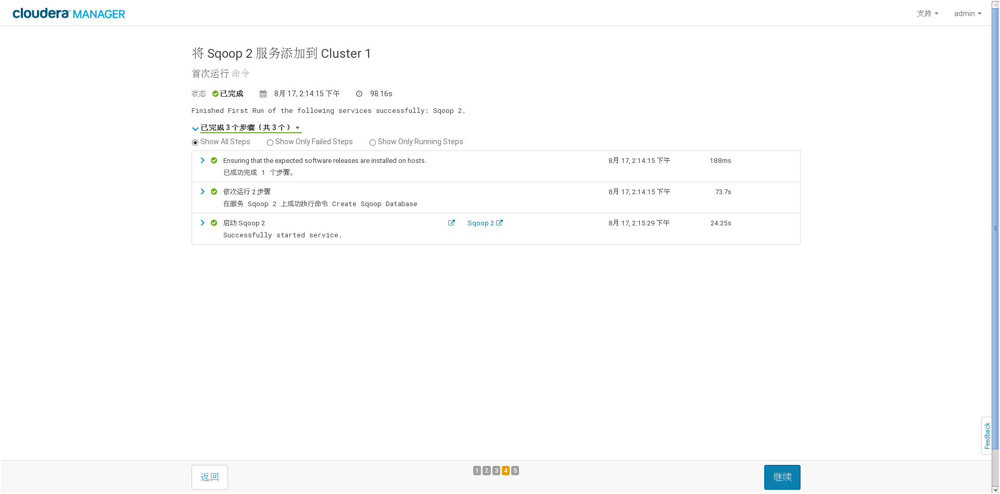 cloudera MANAGER
支持 admin
将 Sqoop 2 服务添加到 Cluster 1
首次运行 命令
状态 已完成 8月 17, 2:14:15 下午 98.16s
Finished First Run of the following services successfully: Sqoop 2.
已完成 3 个步骤（共 3 个）。
Show All Steps Show Only Failed Steps Show Only Running Steps
Ensuring that the expected software releases are installed on hosts. 8月 17, 2:14:15 下午 188ms
已成功完成 1 个步骤。
依次运行 2 步骤 8月 17, 2:14:15 下午 73.7s
在服务 Sqoop 2 上成功执行命令 Create Sqoop Database
启动 Sqoop 2 Sqoop 2 8月 17, 2:15:29 下午 24.25s
Successfully started service.
Feedback
返回 1 2 3 4 5 继续